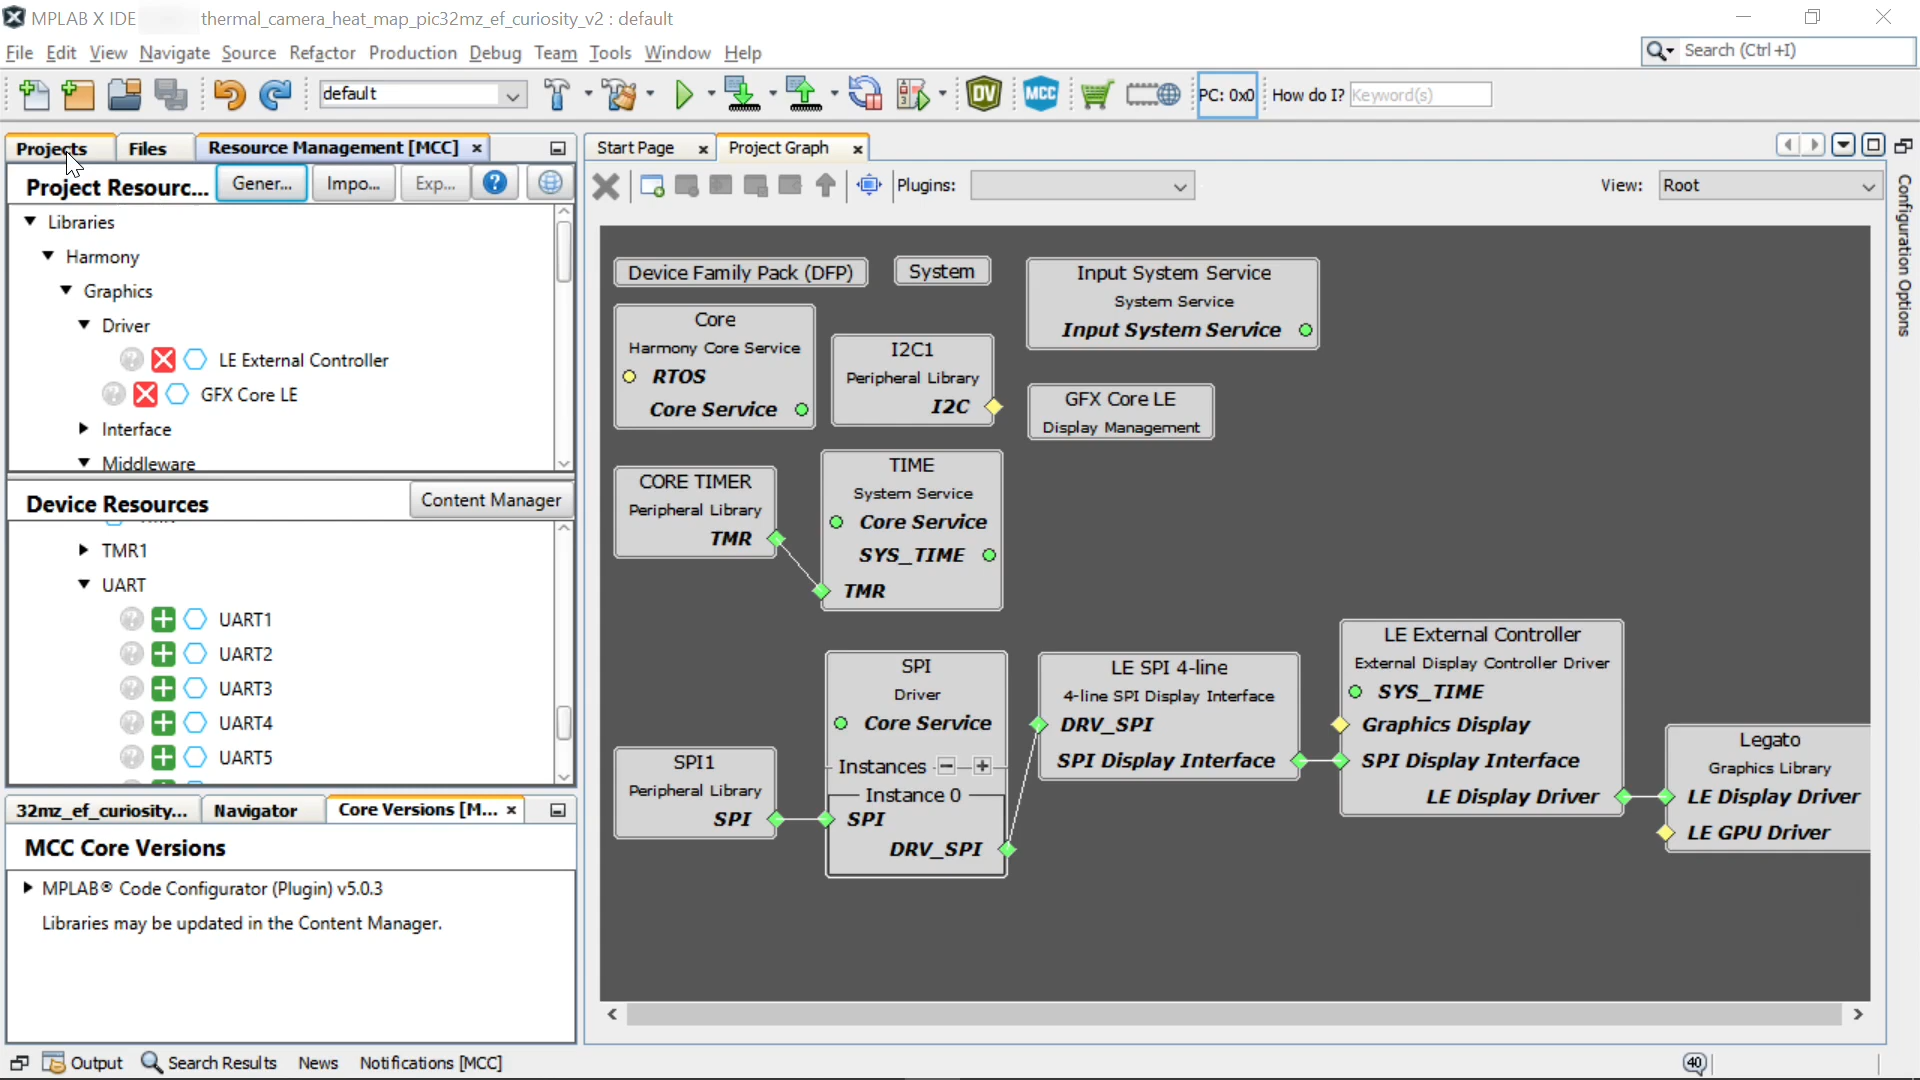 MPLAB X IDE thermal_camera_heat_map_pic32mz_ef_curiosity_v2 : default
File Edit View Navigate Source Refactor Production Debug Team Tools Window Help
Search (Ctrl+I)
default
DV
MCC
PC: 0x0
How do I? Keyword(s)
Projects
Files
Resource Management [MCC]
Project Resourc...
Gener...
Impo...
Exp...
Libraries
Harmony
Graphics
Driver
LE External Controller
GFX Core LE
Interface
Middleware
Device Resources
Content Manager
TMR1
UART
UART1
UART2
UART3
UART4
UART5
32mz_ef_curiosity...
Navigator
Core Versions [M...
MCC Core Versions
MPLAB® Code Configurator (Plugin) v5.0.3
Libraries may be updated in the Content Manager.
Start Page
Project Graph
Plugins:
View:
Root
Configuration Options
Device Family Pack (DFP)
System
Input System Service
System Service
Input System Service
Core
Harmony Core Service
RTOS
Core Service
I2C1
Peripheral Library
I2C
GFX Core LE
Display Management
CORE TIMER
Peripheral Library
TMR
TIME
System Service
Core Service
SYS_TIME
TMR
SPI1
Peripheral Library
SPI
SPI
Driver
Core Service
Instances
Instance 0
SPI
DRV_SPI
LE SPI 4-line
4-line SPI Display Interface
DRV_SPI
SPI Display Interface
LE External Controller
External Display Controller Driver
SYS_TIME
Graphics Display
SPI Display Interface
LE Display Driver
Legato
Graphics Library
LE Display Driver
LE GPU Driver
Output
Search Results
News
Notifications [MCC]
40